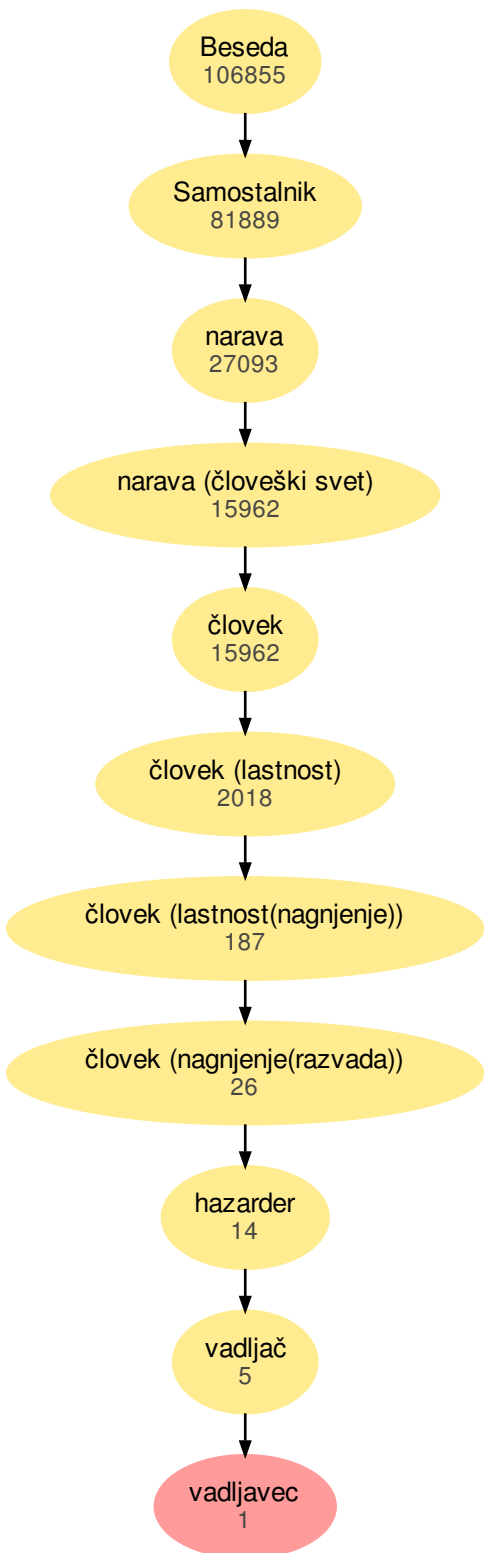 Beseda
106855
Samostalnik
81889
narava
27093
narava (človeški svet)
15962
človek
15962
človek (lastnost)
2018
človek (lastnost(nagnjenje))
187
človek (nagnjenje(razvada))
26
hazarder
14
vadljač
5
vadljavec
1